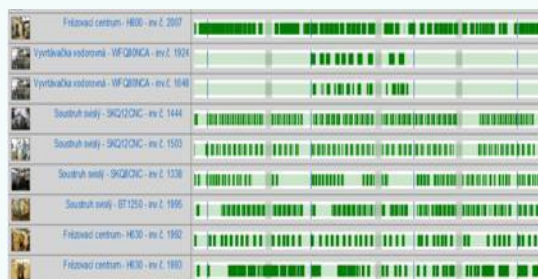 Frézovací centrum - H800 - inv č. 2007
Vyvrtávačka vodorovná - WFQ80NCA - inv.č. 1924
Vyvrtávačka vodorovná - WFQ80NCA - inv.č. 1648
Soustruh svislý - SKQ12CNC - inv č. 1444
Soustruh svislý - SKQ12CNC - inv č. 1503
Soustruh svislý - SKQ8CNC - inv č. 1338
Soustruh svislý - BT1250 - inv č. 1995
Frézovací centrum - H630 - inv č. 1992
Frézovací centrum - H630 - inv č. 1993